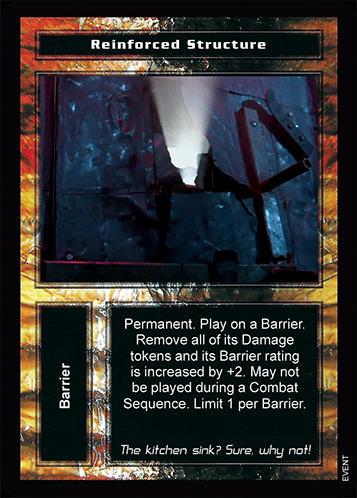 Reinforced Structure
Barrier
Permanent. Play on a Barrier.
Remove all of its Damage
tokens and its Barrier rating
is increased by +2. May not
be played during a Combat
Sequence. Limit 1 per Barrier.
The kitchen sink? Sure, why not!
EVENT